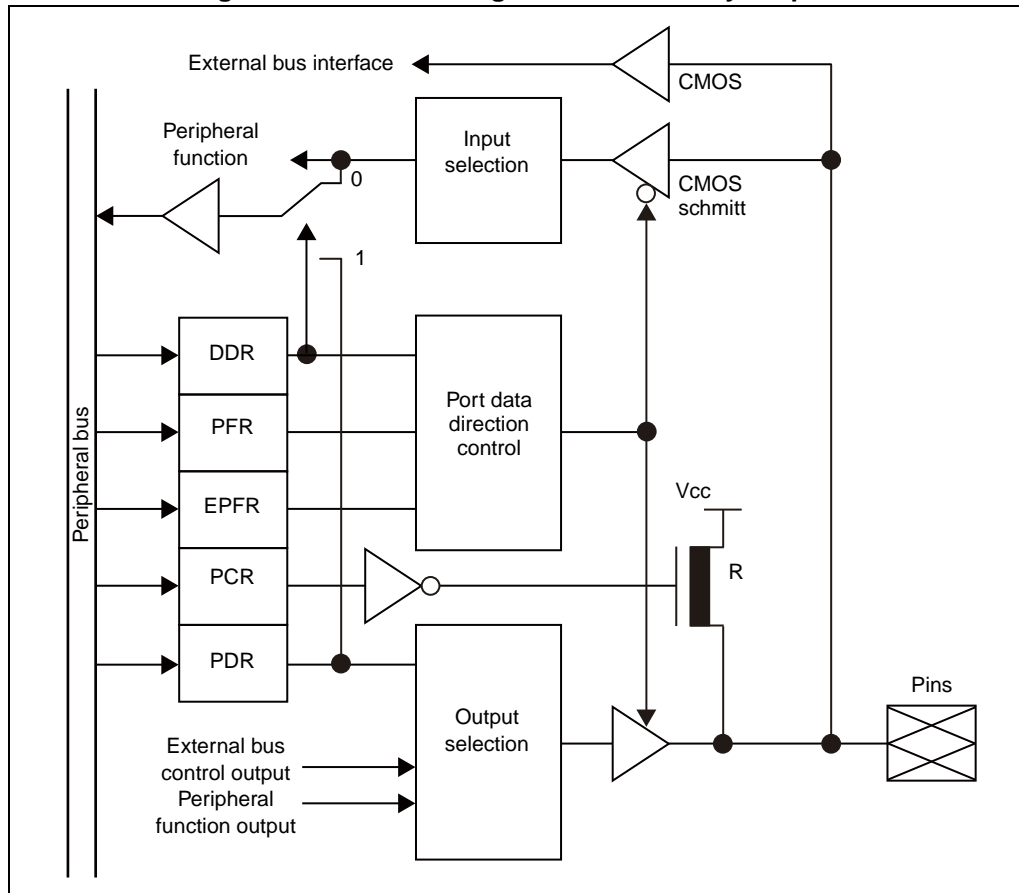 External bus interface
CMOS
Peripheral
function
Input
selection
0
CMOS
schmitt
1
DDR
PFR
EPFR
PCR
PDR
Port data
direction
control
Peripheral bus
Vcc
R
Pins
Output
selection
External bus
control output
Peripheral
function output